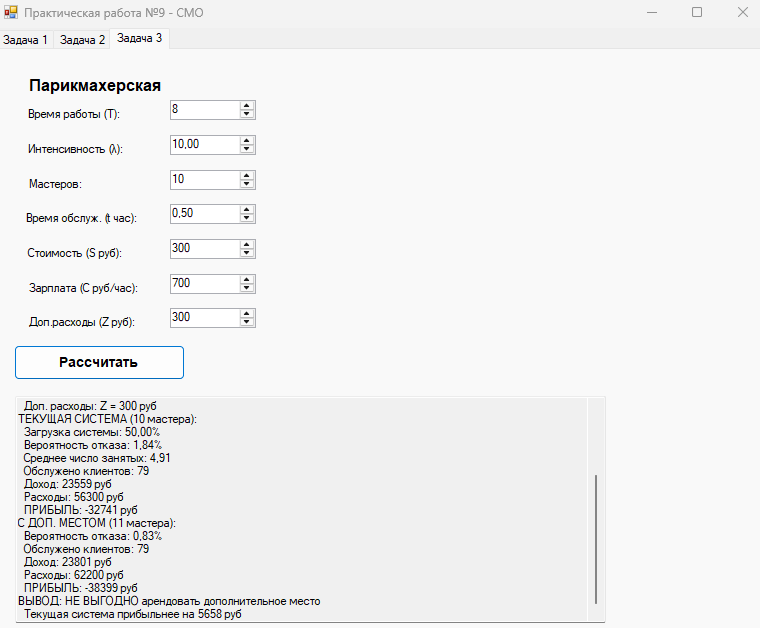 Практическая работа №9 - СМО
Задача 1 Задача 2 Задача 3
Парикмахерская
Время работы (T): 8
Интенсивность (λ): 10,00
Мастеров: 10
Время обслуж. (t час): 0,50
Стоимость (S руб): 300
Зарплата (C руб/час): 700
Доп.расходы (Z руб): 300
Рассчитать
Доп. расходы: Z = 300 руб
ТЕКУЩАЯ СИСТЕМА (10 мастера):
Загрузка системы: 50,00%
Вероятность отказа: 1,84%
Среднее число занятых: 4,91
Обслужено клиентов: 79
Доход: 23559 руб
Расходы: 56300 руб
ПРИБЫЛЬ: -32741 руб
С ДОП. МЕСТОМ (11 мастера):
Вероятность отказа: 0,83%
Обслужено клиентов: 79
Доход: 23801 руб
Расходы: 62200 руб
ПРИБЫЛЬ: -38399 руб
ВЫВОД: НЕ ВЫГОДНО арендовать дополнительное место
Текущая система прибыльнее на 5658 руб